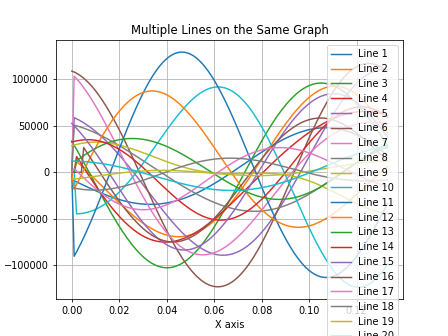 Multiple Lines on the Same Graph
100000
50000
0
−50000
−100000
0.00
0.02
0.04
0.06
0.08
0.10
0.12
X axis
Line 1
Line 2
Line 3
Line 4
Line 5
Line 6
Line 7
Line 8
Line 9
Line 10
Line 11
Line 12
Line 13
Line 14
Line 15
Line 16
Line 17
Line 18
Line 19
Line 20